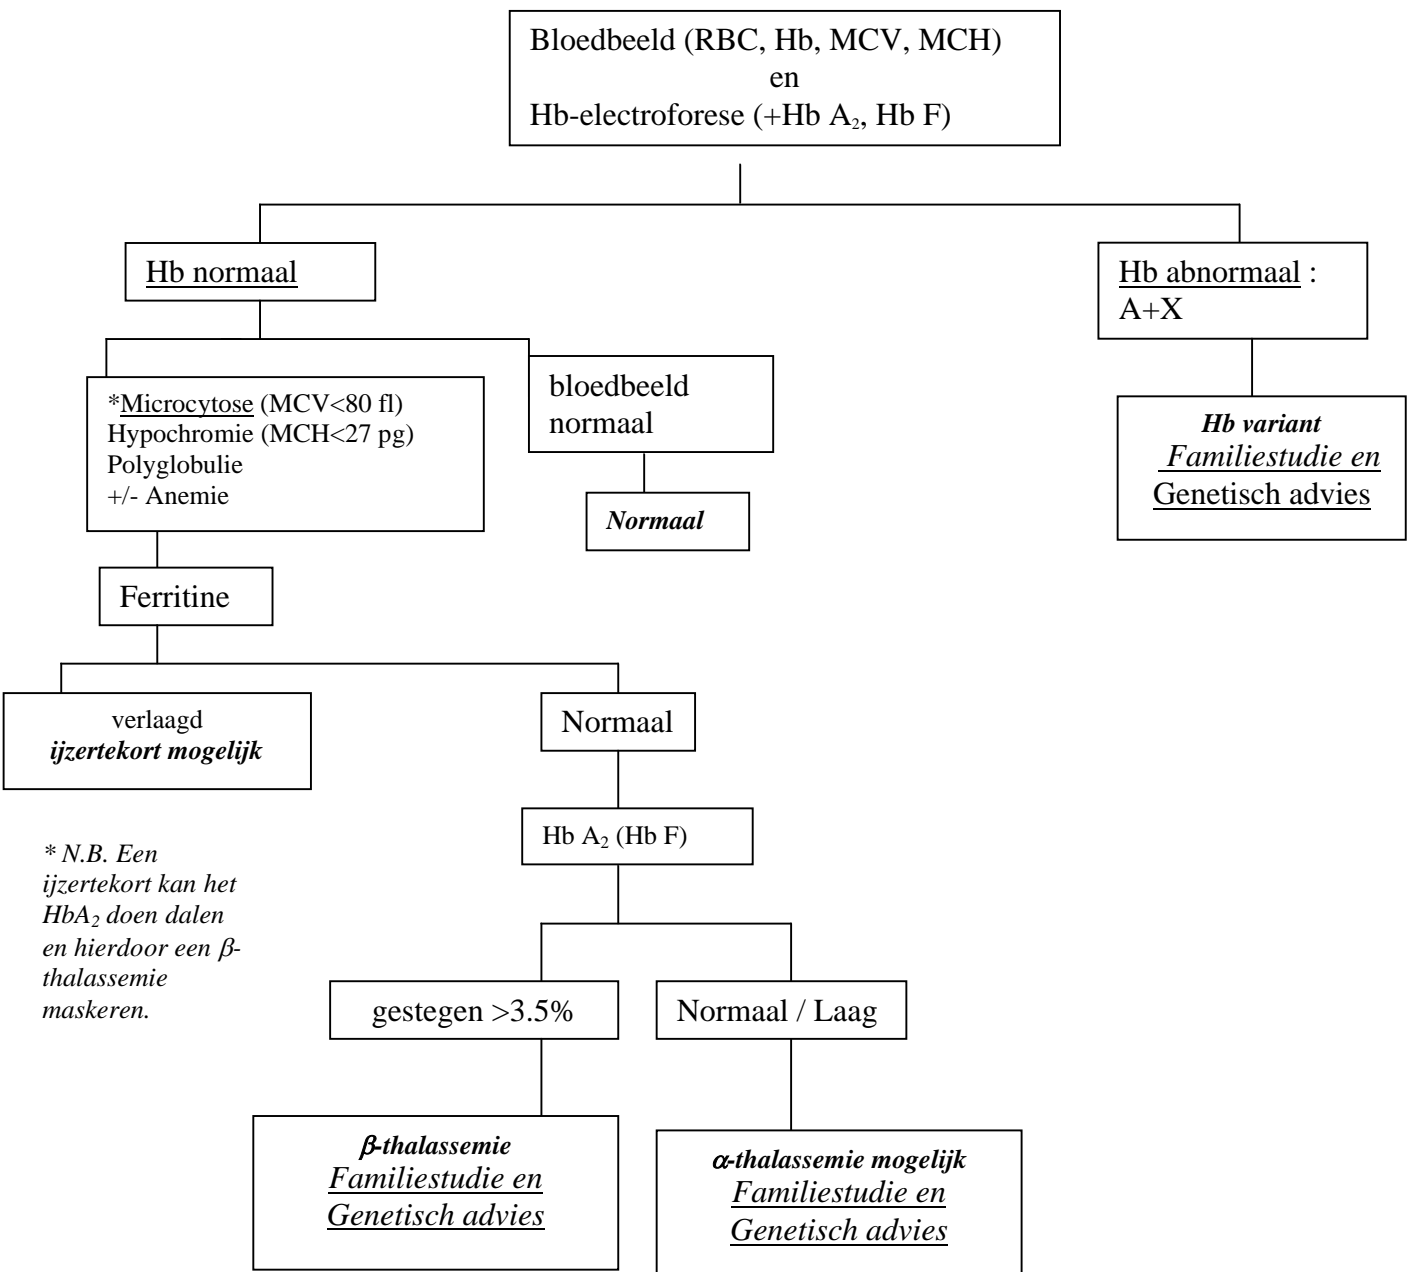 Bloedbeeld (RBC, Hb, MCV, MCH)
en
Hb-electroforese (+Hb A₂, Hb F)
Hb normaal
Hb abnormaal :
A+X
*Microcytose (MCV<80 fl)
Hypochromie (MCH<27 pg)
Polyglobulie
+/- Anemie
bloedbeeld
normaal
Hb variant
Familiestudie en
Genetisch advies
Normaal
Ferritine
verlaagd
ijzertekort mogelijk
Normaal
Hb A₂ (Hb F)
* N.B. Een
ijzertekort kan het
HbA₂ doen dalen
en hierdoor een β-
thalassemie
maskeren.
gestegen >3.5%
Normaal / Laag
β-thalassemie
Familiestudie en
Genetisch advies
α-thalassemie mogelijk
Familiestudie en
Genetisch advies